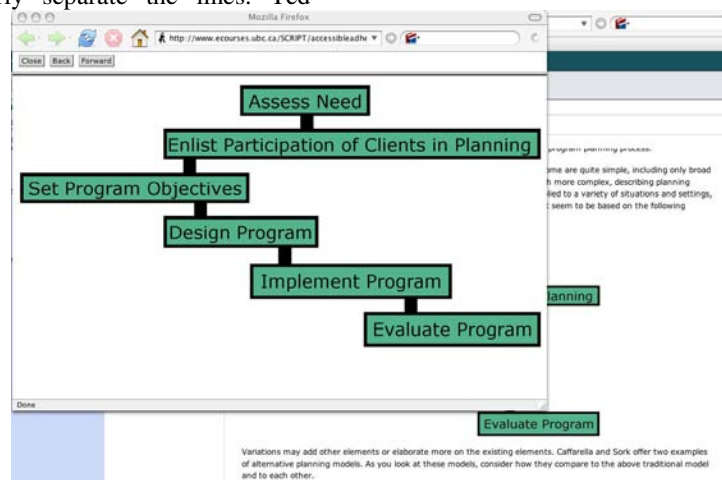 separate the lines.
Mozilla Firefox
http://www.ecourses.ubc.ca/SCRIPT/accessibleadhe
Close Back Forward
Assess Need
Enlist Participation of Clients in Planning
Set Program Objectives
Design Program
Implement Program
Evaluate Program
Done
program planning process.
me are quite simple, including only broad
more complex, describing planning
lied to a variety of situations and settings,
seem to be based on the following
lanning
Evaluate Program
Variations may add other elements or elaborate more on the existing elements. Caffarella and Sork offer two examples
of alternative planning models. As you look at these models, consider how they compare to the above traditional model
and to each other.